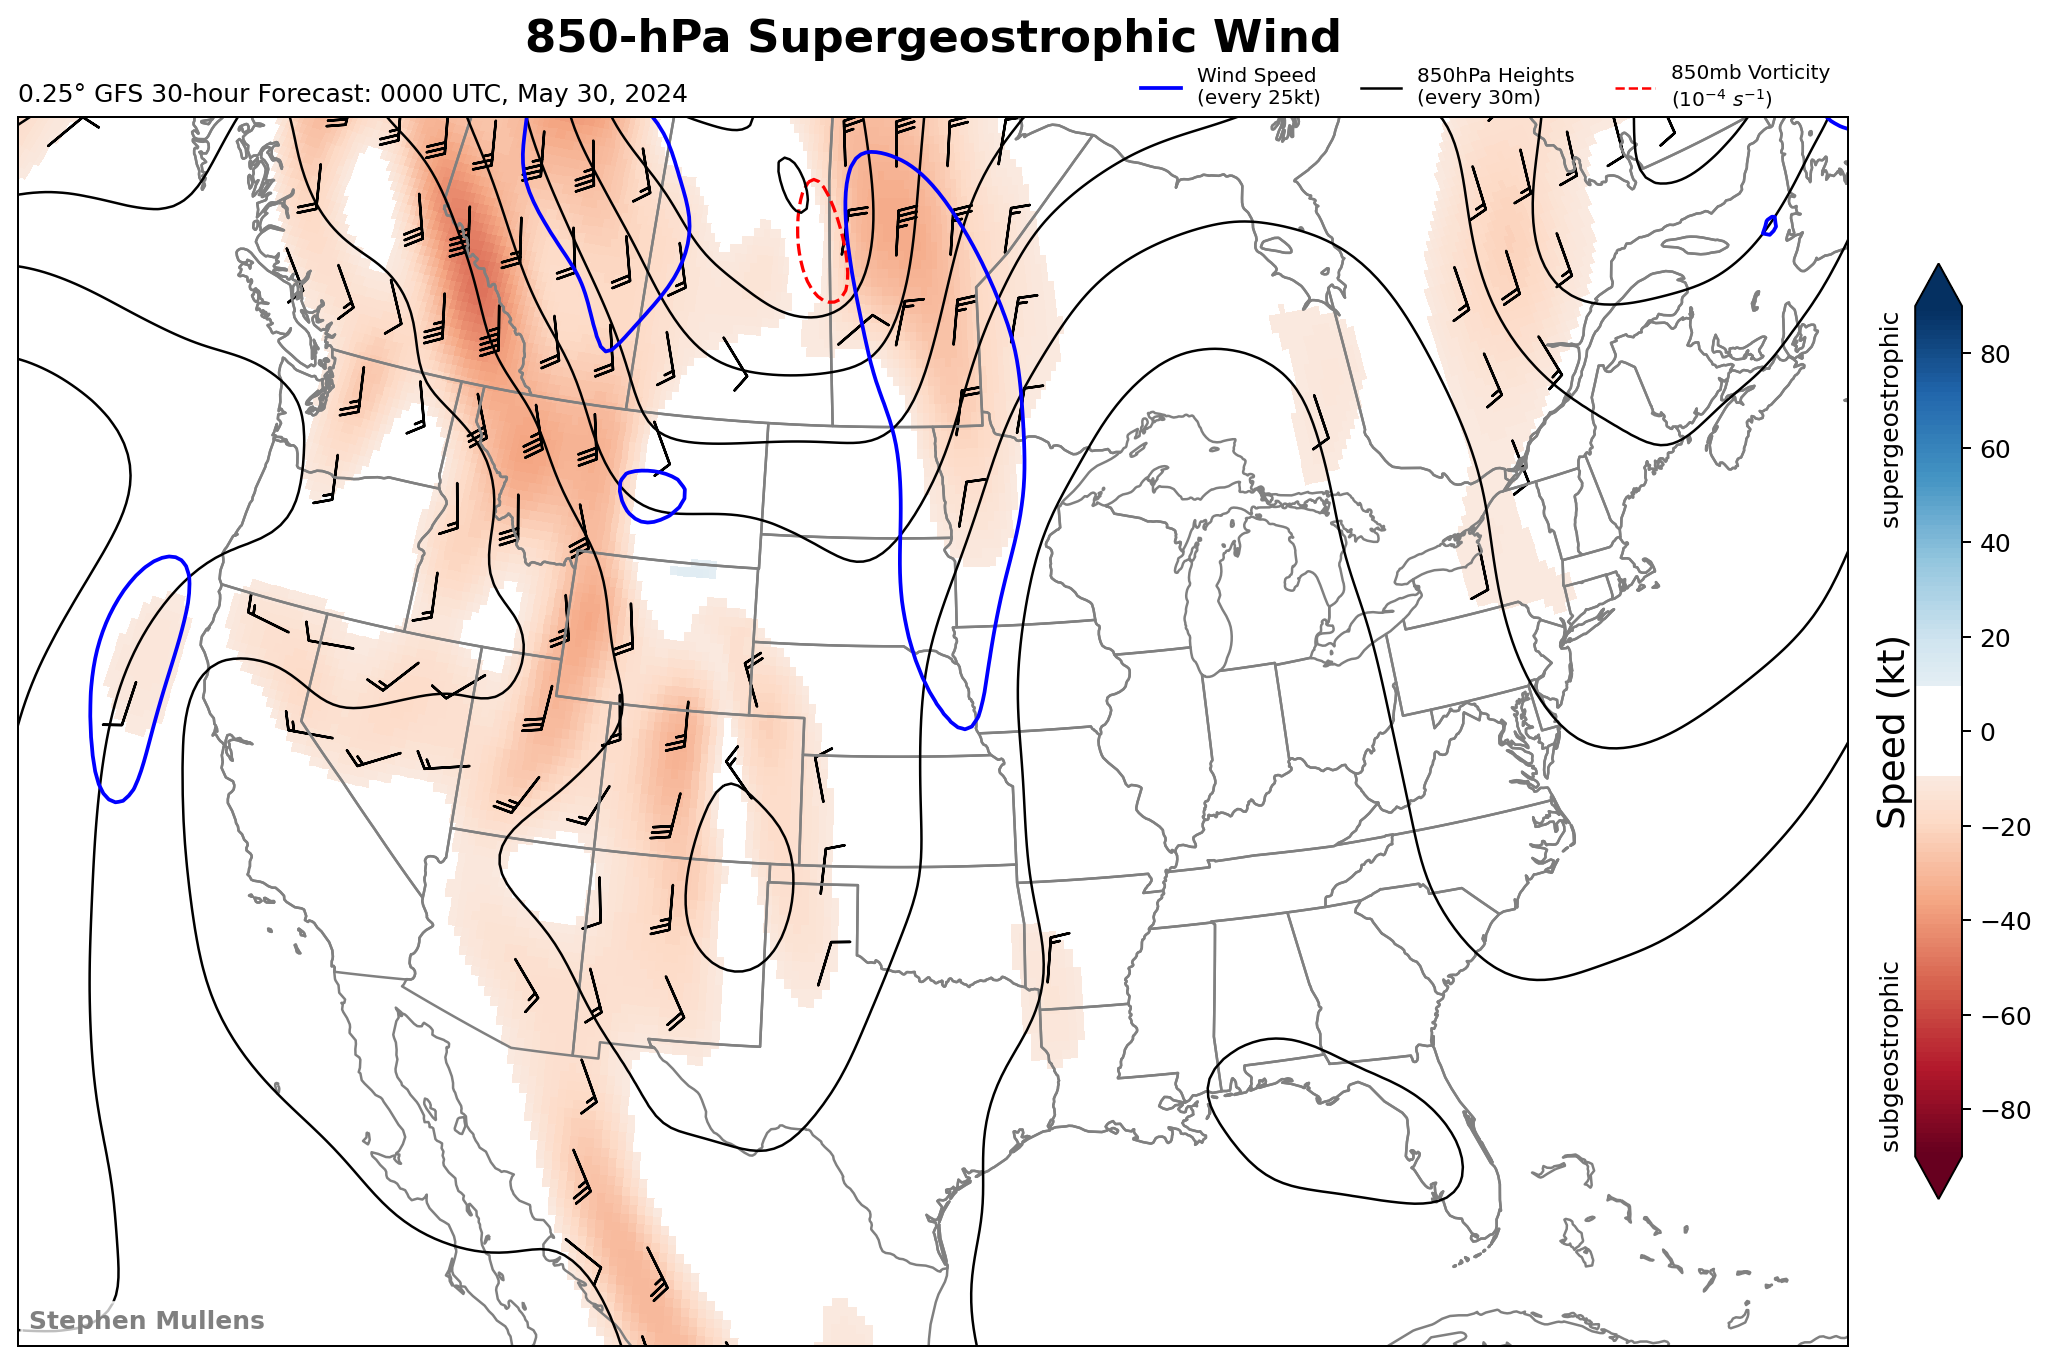 850-hPa Supergeostrophic Wind
0.25° GFS 30-hour Forecast: 0000 UTC, May 30, 2024
Wind Speed
(every 25kt)
850hPa Heights
(every 30m)
850mb Vorticity
(10⁻⁴ s⁻¹)
supergeostrophic
Speed (kt)
subgeostrophic
80
60
40
20
0
−20
−40
−60
−80
Stephen Mullens